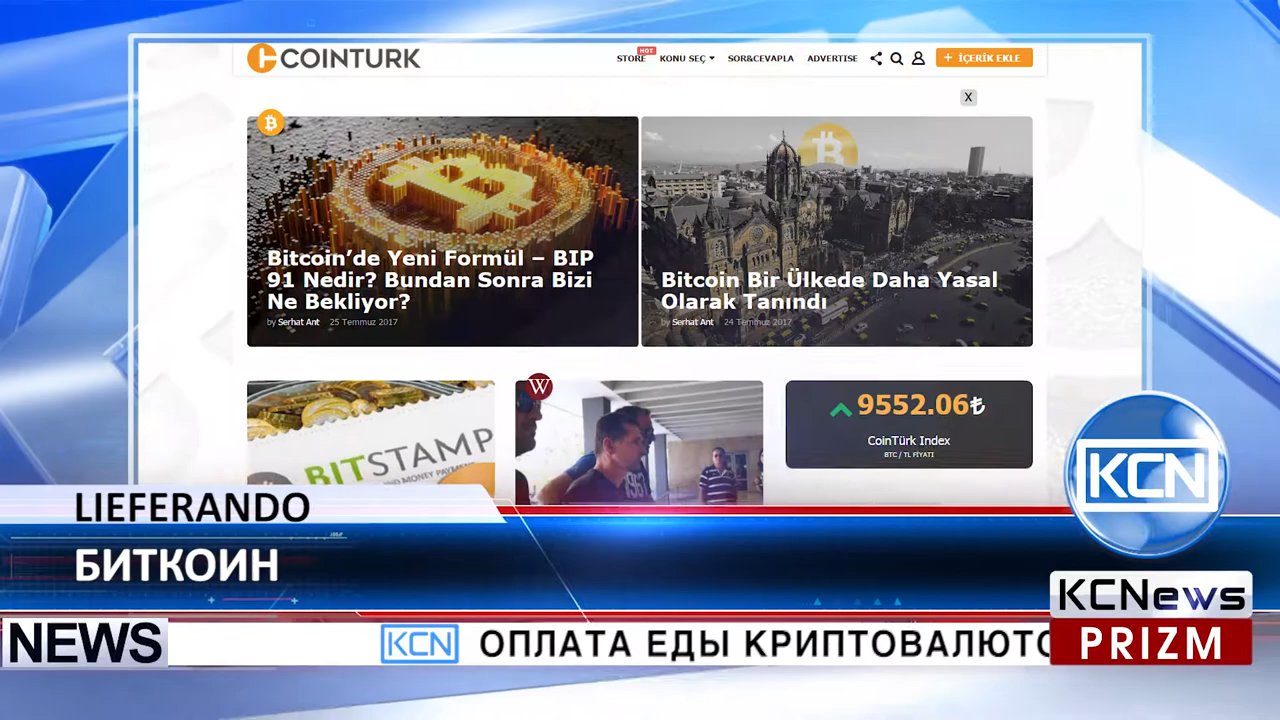 COINTURK
STORE HOT KONU SEÇ SOR&CEVAPLA ADVERTISE + İÇERİK EKLE
X
Bitcoin’de Yeni Formül – BIP
91 Nedir? Bundan Sonra Bizi
Ne Bekliyor?
by Serhat Ant 25 Temmuz 2017
Bitcoin Bir Ülkede Daha Yasal
Olarak Tanındı
by Serhat Ant 24 Temmuz 2017
BITSTAMP
MONEY PAYMENT
W
1967
9552.06₺
CoinTürk Index
BTC / TL FİYATI
KCN
LIEFERANDO
БИТКОИН
KCNews
PRIZM
NEWS
KCN ОПЛАТА ЕДЫ КРИПТОВАЛЮТО